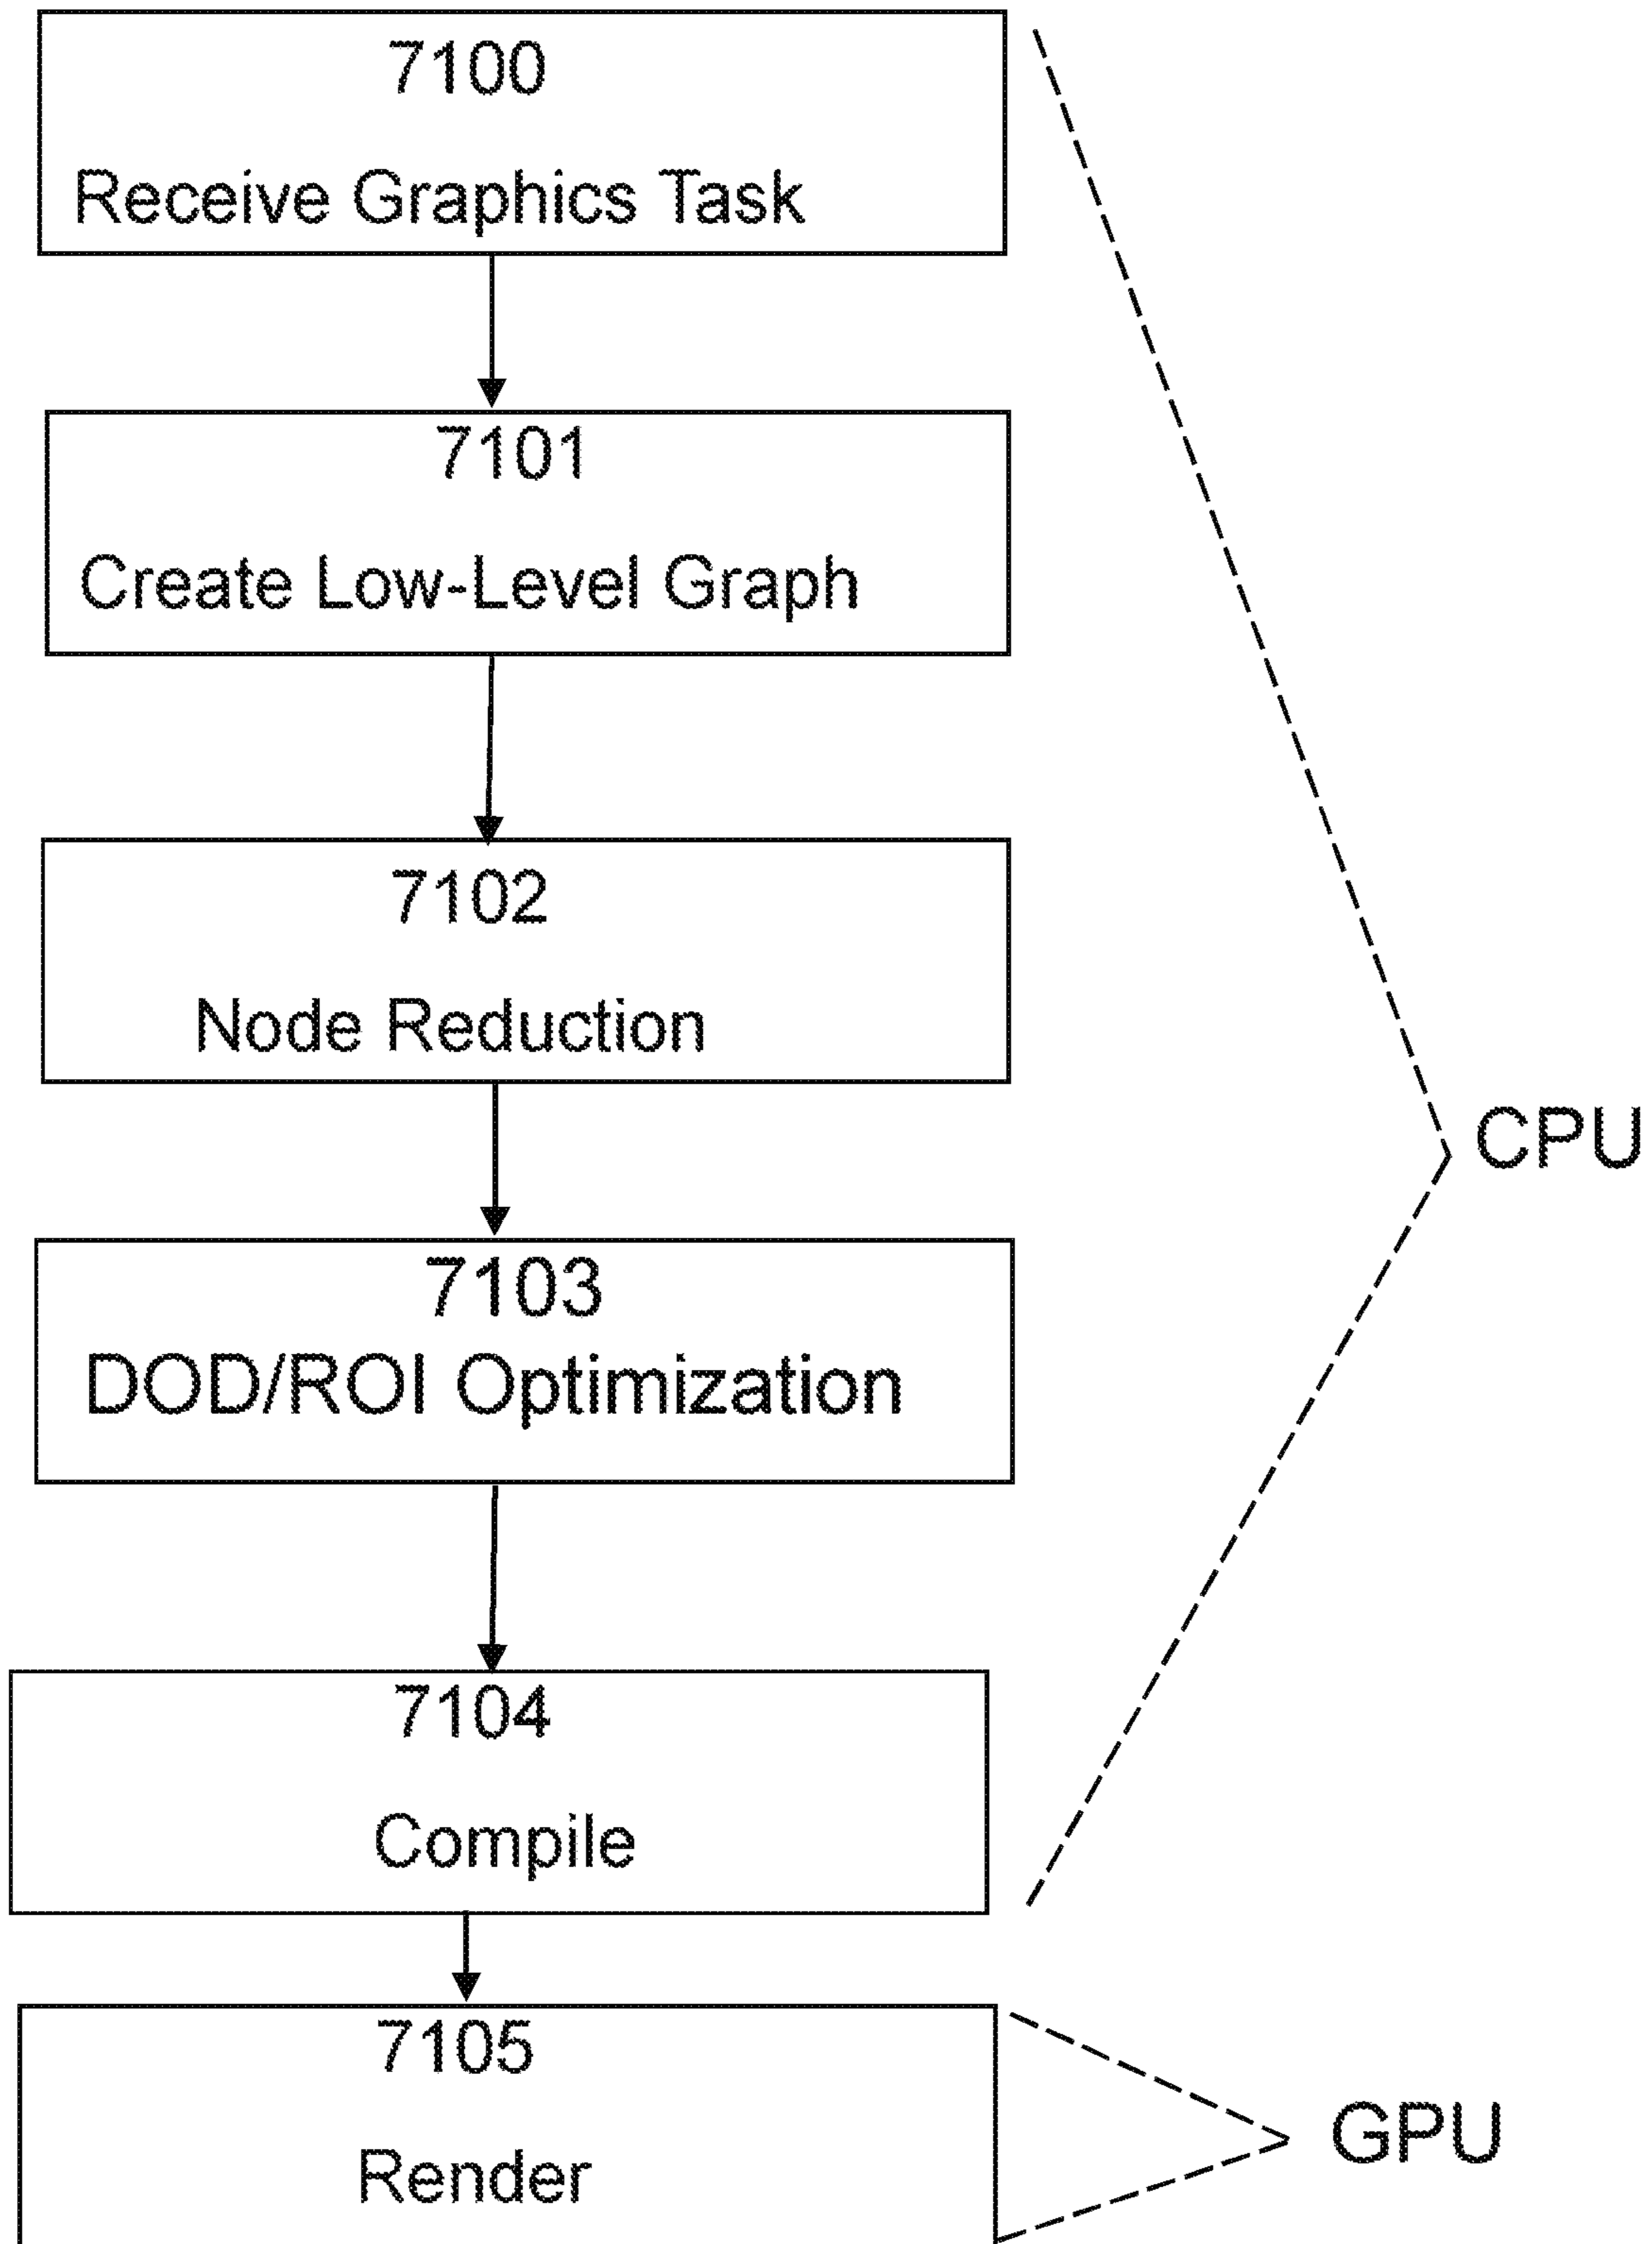 7100
Receive Graphics Task
7101
Create Low-Level Graph
7102
Node Reduction
CPU
7103
DOD/ROI Optimization
7104
Compile
7105
GPU
Render